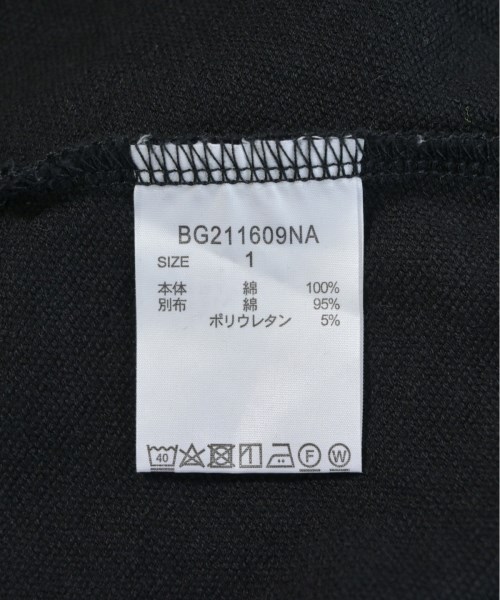 BG211609NA
SIZE 1
本体 綿 100%
別布 綿 95%
ポリウレタン 5%
40 F W